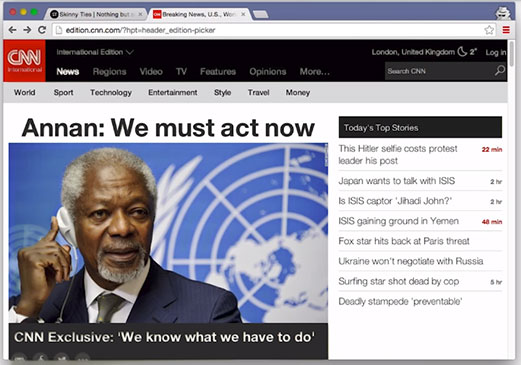 Skinny Ties | Nothing but c
Breaking News, U.S., Worl
edition.cnn.com/?hpt=header_edition-picker
CNN
International
International Edition
London, United Kingdom 2°
Log in
News Regions Video TV Features Opinions More...
Search CNN
World Sport Technology Entertainment Style Travel Money
Annan: We must act now
CNN Exclusive: 'We know what we have to do'
Today's Top Stories
This Hitler selfie costs protest 22 min
leader his post
Japan wants to talk with ISIS 2 hr
Is ISIS captor 'Jihadi John?' 2 hr
ISIS gaining ground in Yemen 48 min
Fox star hits back at Paris threat
Ukraine won't negotiate with Russia
Surfing star shot dead by cop 5 hr
Deadly stampede 'preventable'